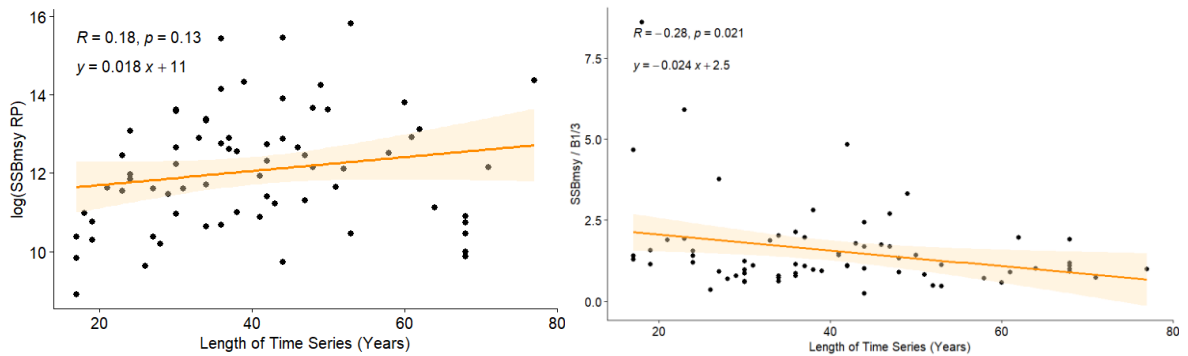 R = 0.18, p = 0.13
y = 0.018 x + 11
log(SSBmsy RP)
16
14
12
10
20
40
60
80
Length of Time Series (Years)
R = −0.28, p = 0.021
y = −0.024 x + 2.5
SSBmsy / B1/3
7.5
5.0
2.5
0.0
20
40
60
80
Length of Time Series (Years)